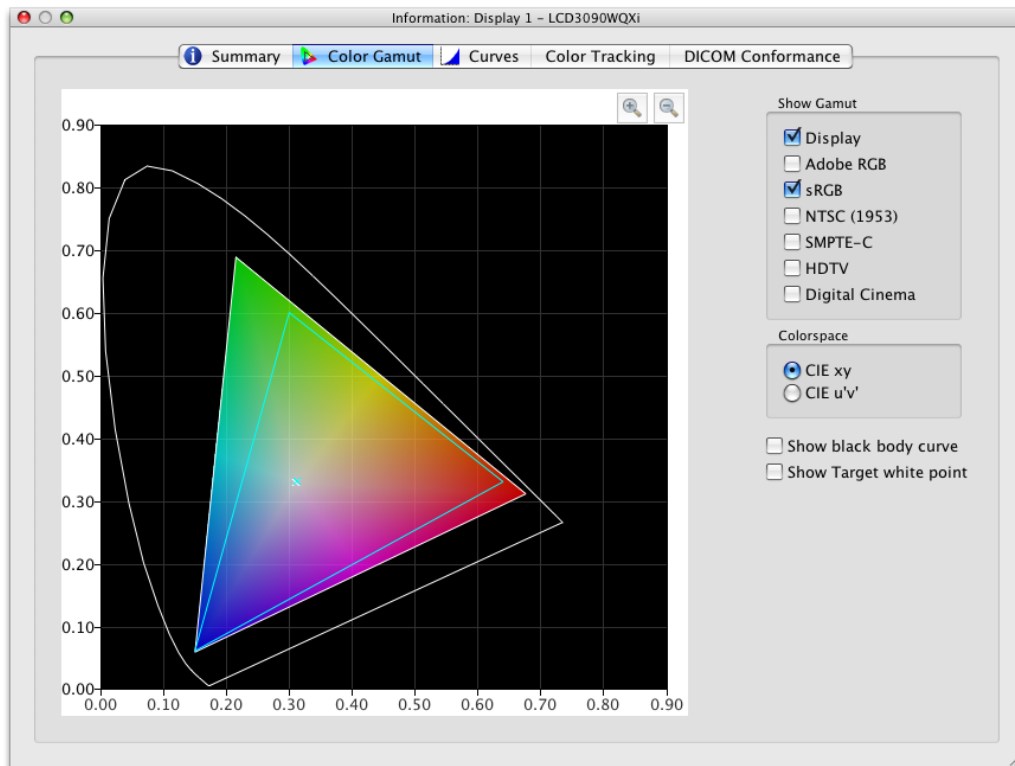 Information: Display 1 – LCD3090WQXi
Summary
Color Gamut
Curves
Color Tracking
DICOM Conformance
0.90
0.80
0.70
0.60
0.50
0.40
0.30
0.20
0.10
0.00
0.00 0.10 0.20 0.30 0.40 0.50 0.60 0.70 0.80 0.90
Show Gamut
Display
Adobe RGB
sRGB
NTSC (1953)
SMPTE-C
HDTV
Digital Cinema
Colorspace
CIE xy
CIE u'v'
Show black body curve
Show Target white point